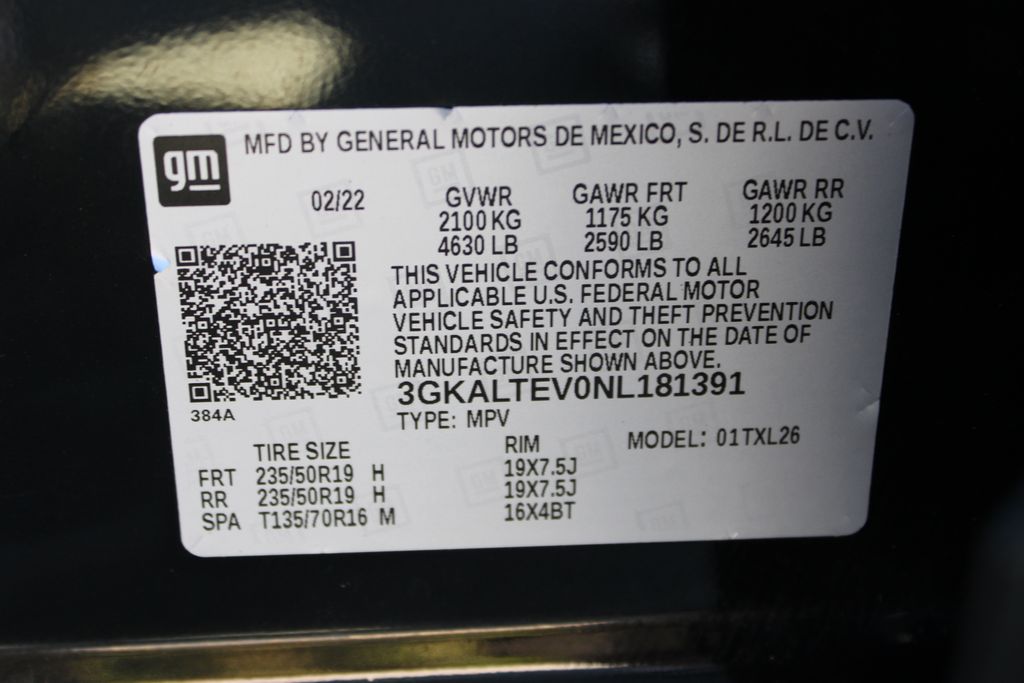 gm
MFD BY GENERAL MOTORS DE MEXICO, S. DE R.L. DE C.V.
02/22 GVWR GAWR FRT GAWR RR
2100 KG 1175 KG 1200 KG
4630 LB 2590 LB 2645 LB
THIS VEHICLE CONFORMS TO ALL
APPLICABLE U.S. FEDERAL MOTOR
VEHICLE SAFETY AND THEFT PREVENTION
STANDARDS IN EFFECT ON THE DATE OF
MANUFACTURE SHOWN ABOVE.
3GKALTEV0NL181391
384A
TYPE: MPV
TIRE SIZE RIM MODEL: 01TXL26
FRT 235/50R19 H 19X7.5J
RR 235/50R19 H 19X7.5J
SPA T135/70R16 M 16X4BT